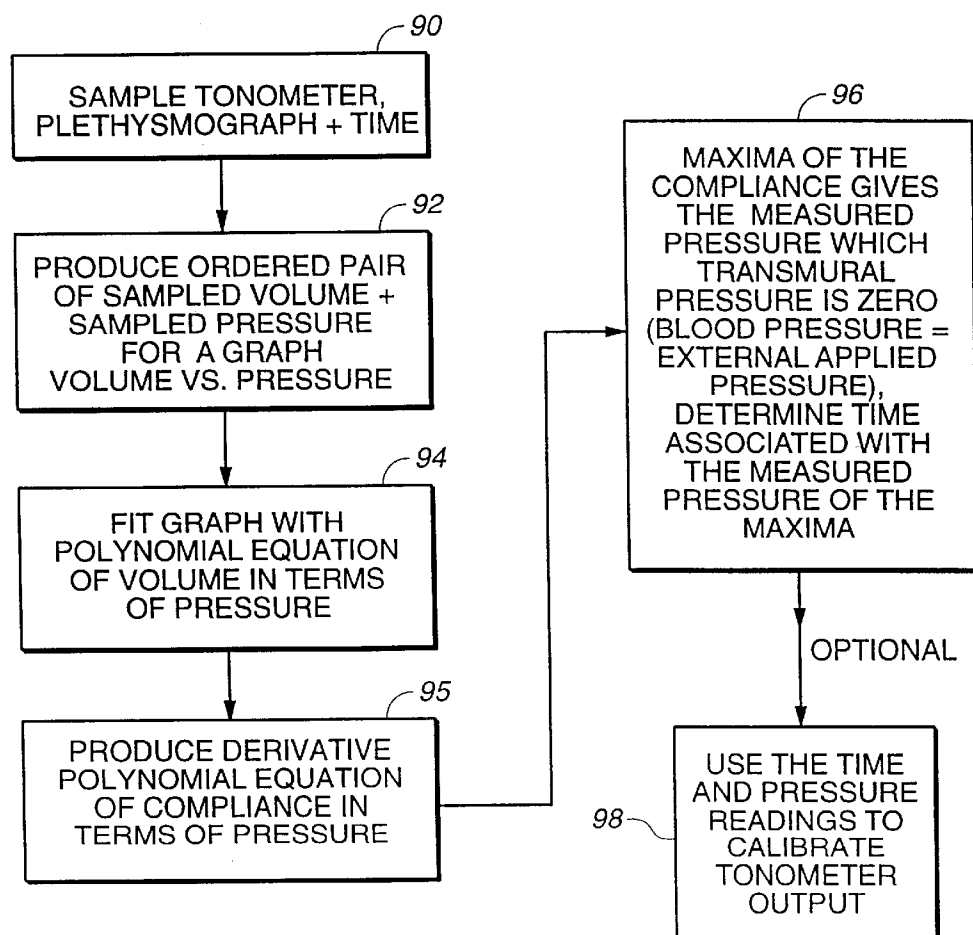 90
SAMPLE TONOMETER,
PLETHYSMOGRAPH + TIME
92
PRODUCE ORDERED PAIR
OF SAMPLED VOLUME +
SAMPLED PRESSURE
FOR A GRAPH
VOLUME VS. PRESSURE
94
FIT GRAPH WITH
POLYNOMIAL EQUATION
OF VOLUME IN TERMS
OF PRESSURE
95
PRODUCE DERIVATIVE
POLYNOMIAL EQUATION
OF COMPLIANCE IN
TERMS OF PRESSURE
96
MAXIMA OF THE
COMPLIANCE GIVES
THE MEASURED
PRESSURE WHICH
TRANSMURAL
PRESSURE IS ZERO
(BLOOD PRESSURE =
EXTERNAL APPLIED
PRESSURE),
DETERMINE TIME
ASSOCIATED WITH
THE MEASURED
PRESSURE OF THE
MAXIMA
OPTIONAL
98
USE THE TIME
AND PRESSURE
READINGS TO
CALIBRATE
TONOMETER
OUTPUT